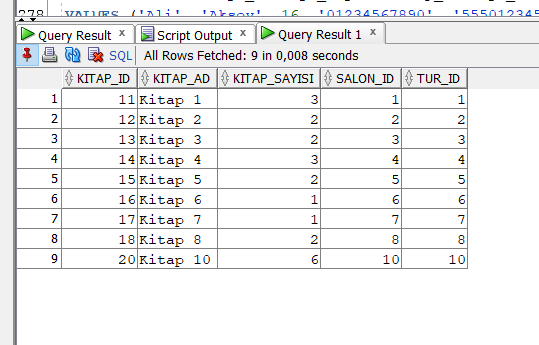 278 VALUES ('Ali', 'Aksoy', 16, '01234567890', '555012345
Query Result × Script Output × Query Result 1 ×
SQL | All Rows Fetched: 9 in 0,008 seconds
KITAP_ID KITAP_AD KITAP_SAYISI SALON_ID TUR_ID
1 11 Kitap 1 3 1 1
2 12 Kitap 2 2 2 2
3 13 Kitap 3 2 3 3
4 14 Kitap 4 3 4 4
5 15 Kitap 5 2 5 5
6 16 Kitap 6 1 6 6
7 17 Kitap 7 1 7 7
8 18 Kitap 8 2 8 8
9 20 Kitap 10 6 10 10